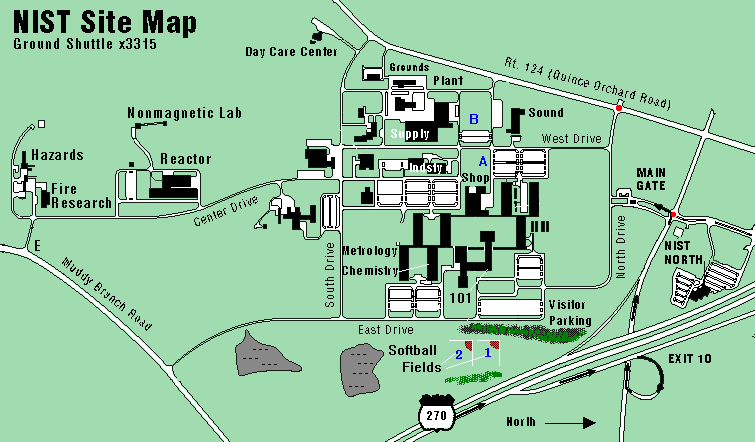 NIST Site Map
Ground Shuttle x3315
Day Care Center
Grounds
Plant
Rt. 124 (Quince Orchard Road)
Nonmagnetic Lab
Sound
B
Supply
West Drive
Hazards
Reactor
A
Indstrl
Shop
MAIN
GATE
Fire
Research
Center Drive
E
Metrology
Chemistry
South Drive
North Drive
NIST
NORTH
Muddy Branch Road
101
Visitor
Parking
East Drive
Softball
Fields
2
1
EXIT 10
270
North